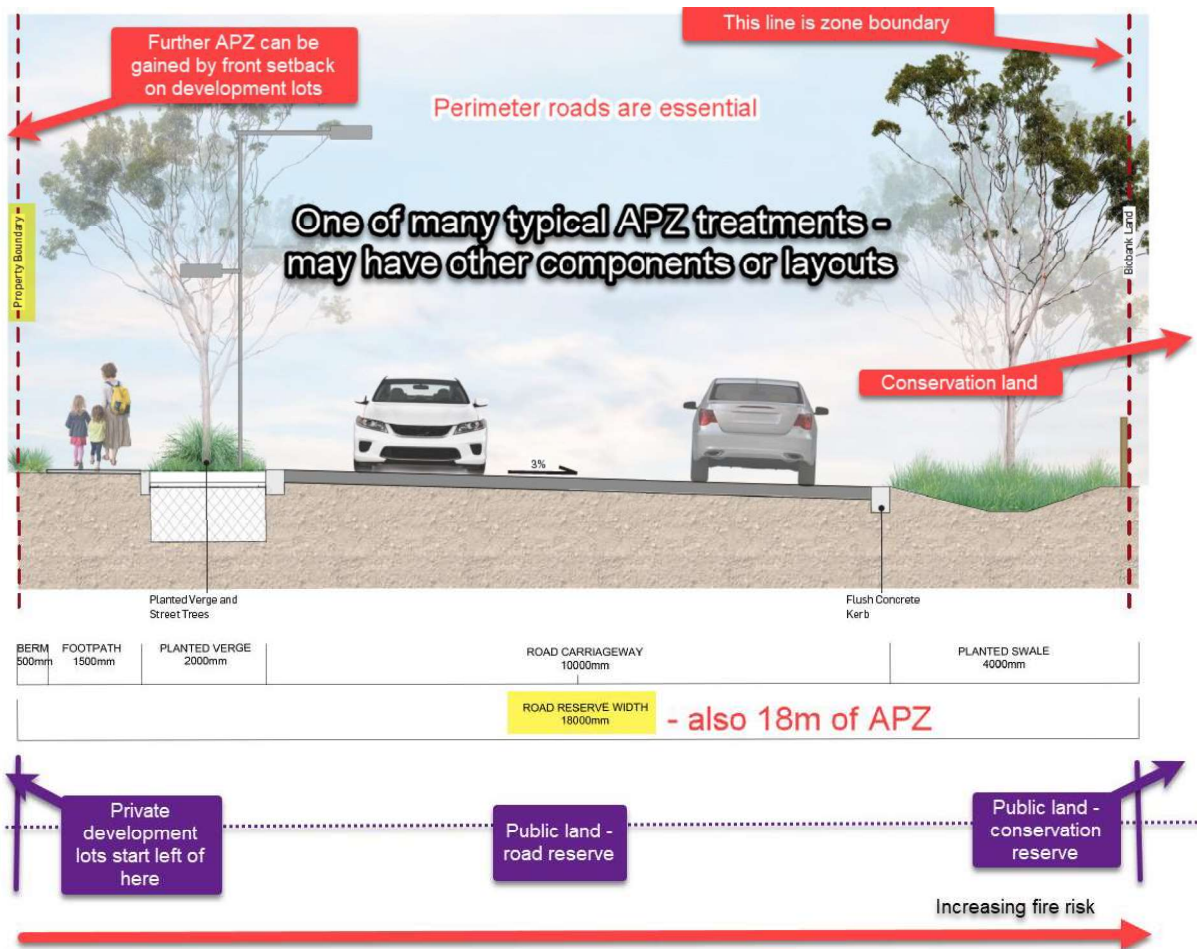 Further APZ can be
gained by front setback
on development lots
This line is zone boundary
Perimeter roads are essential
Property Boundary
One of many typical APZ treatments -
may have other components or layouts
Biobank Land
Conservation land
3%
Planted Verge and
Street Trees
Flush Concrete
Kerb
BERM
500mm
FOOTPATH
1500mm
PLANTED VERGE
2000mm
ROAD CARRIAGEWAY
10000mm
PLANTED SWALE
4000mm
ROAD RESERVE WIDTH
18000mm
- also 18m of APZ
Private
development
lots start left of
here
Public land -
road reserve
Public land -
conservation
reserve
Increasing fire risk